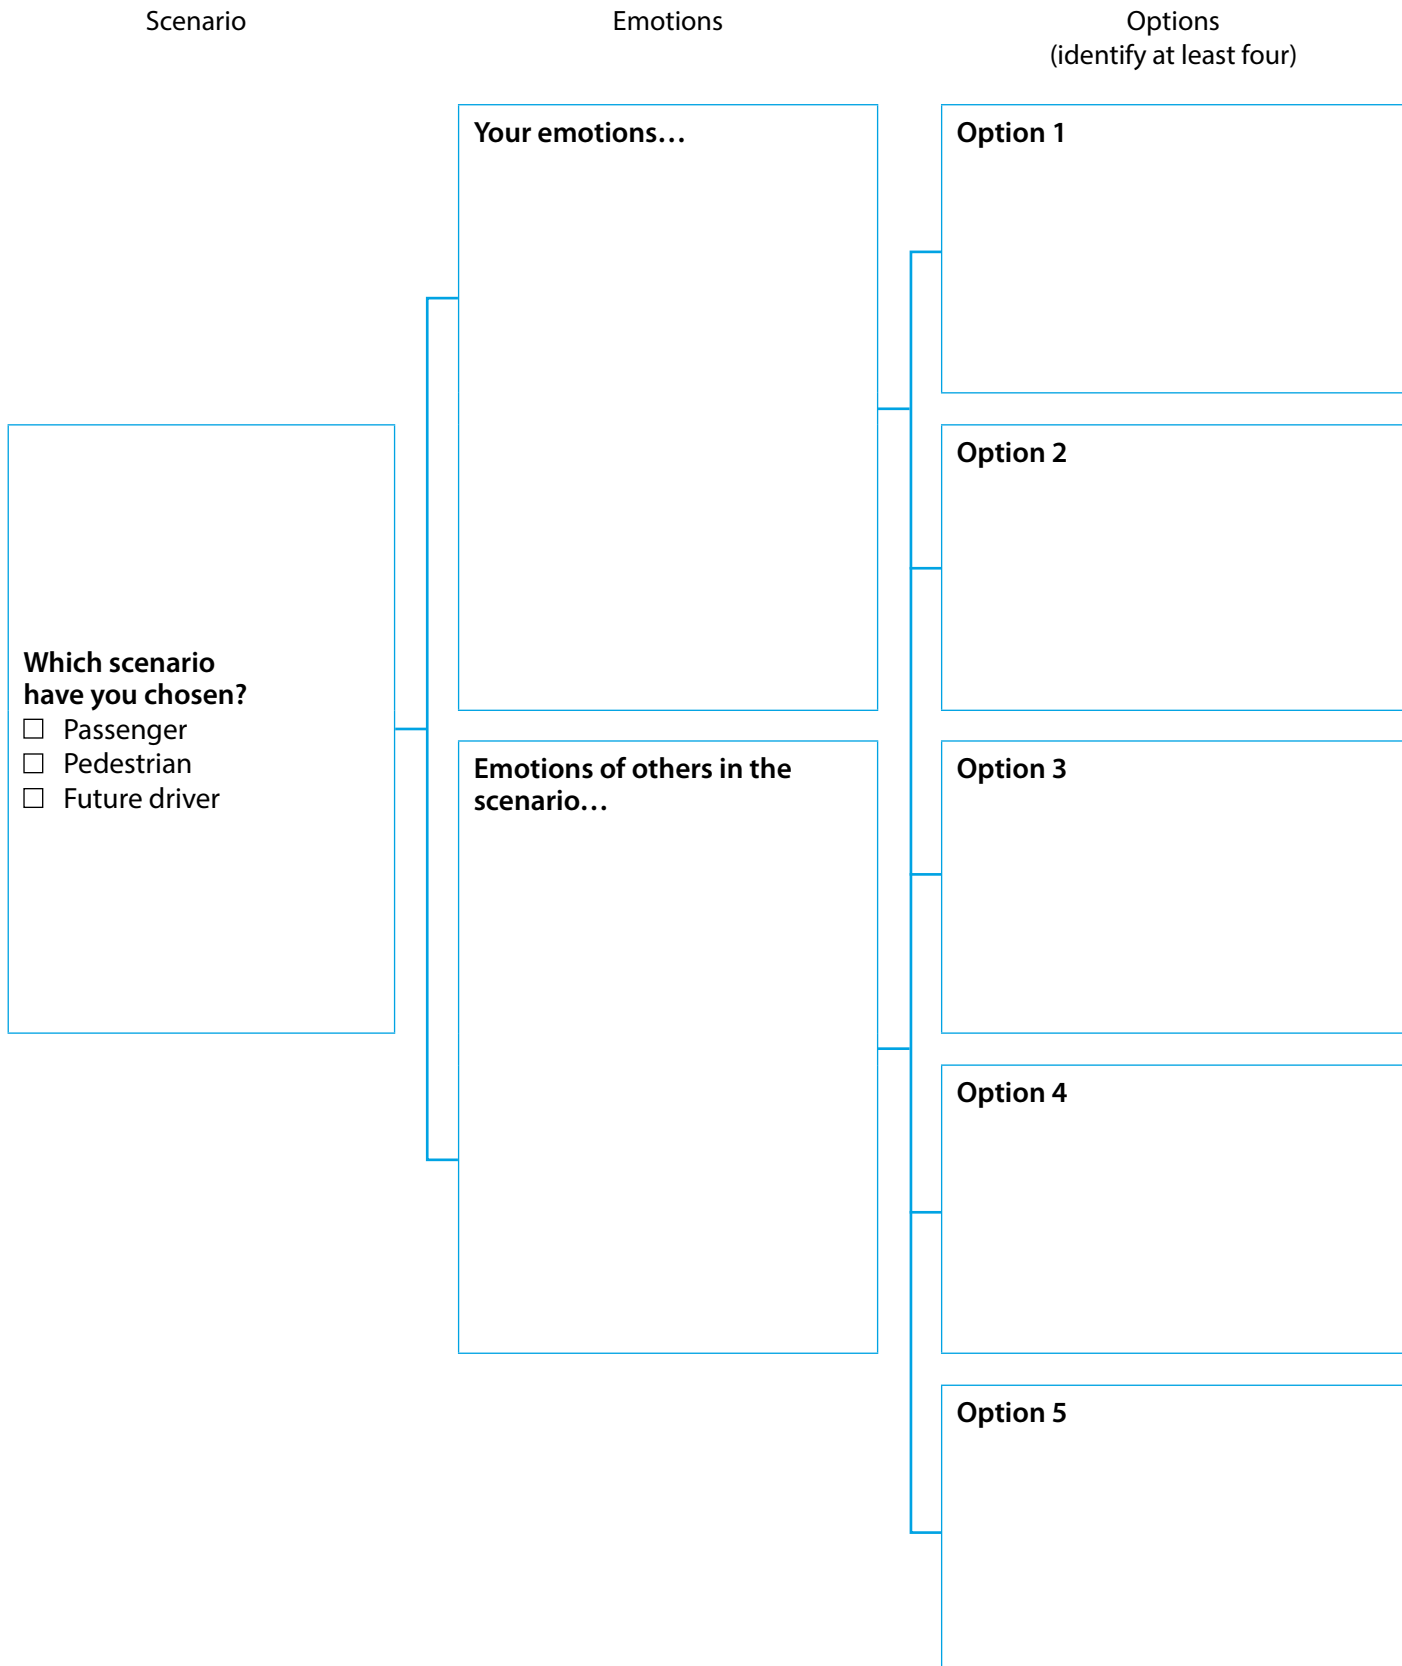 Scenario
Emotions
Options
(identify at least four)
Which scenario
have you chosen?
☐ Passenger
☐ Pedestrian
☐ Future driver
Your emotions…
Emotions of others in the
scenario…
Option 1
Option 2
Option 3
Option 4
Option 5